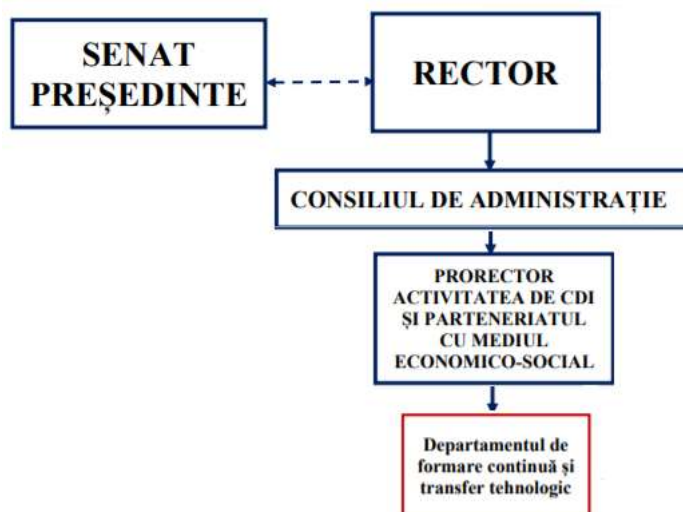 SENAT
PREȘEDINTE
RECTOR
CONSILIUL DE ADMINISTRAȚIE
PRORECTOR
ACTIVITATEA DE CDI
ȘI PARTENERIATUL
CU MEDIUL
ECONOMICO-SOCIAL
Departamentul de
formare continuă și
transfer tehnologic